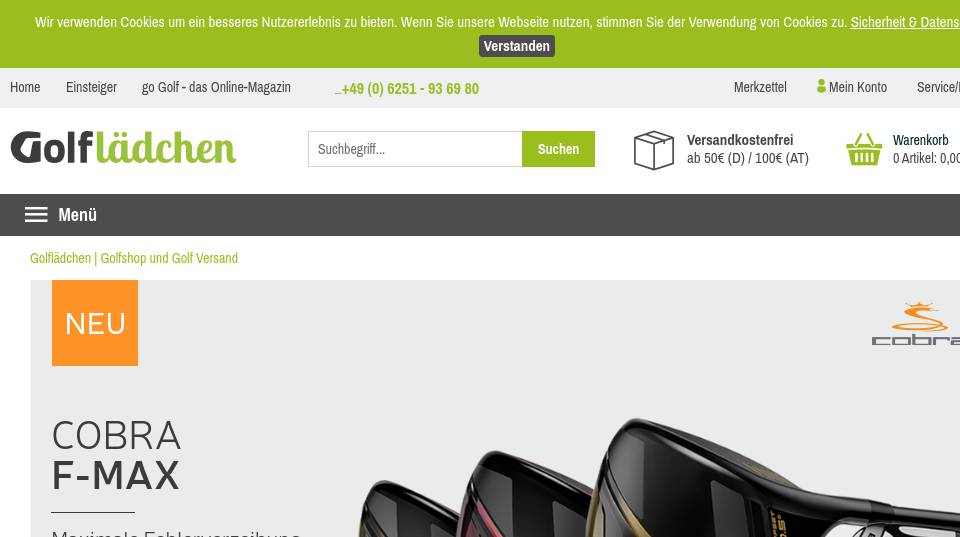 Wir verwenden Cookies um ein besseres Nutzererlebnis zu bieten. Wenn Sie unsere Webseite nutzen, stimmen Sie der Verwendung von Cookies zu. Sicherheit & Datens
Verstanden
Home Einsteiger go Golf - das Online-Magazin _+49 (0) 6251 - 93 69 80 Merkzettel Mein Konto Service/
Golflädchen
Suchbegriff... Suchen
Versandkostenfrei
ab 50€ (D) / 100€ (AT)
Warenkorb
0 Artikel: 0,00
Menü
Golflädchen | Golfshop und Golf Versand
NEU
cobra
COBRA
F-MAX
Maximale Fehlerverzeihung